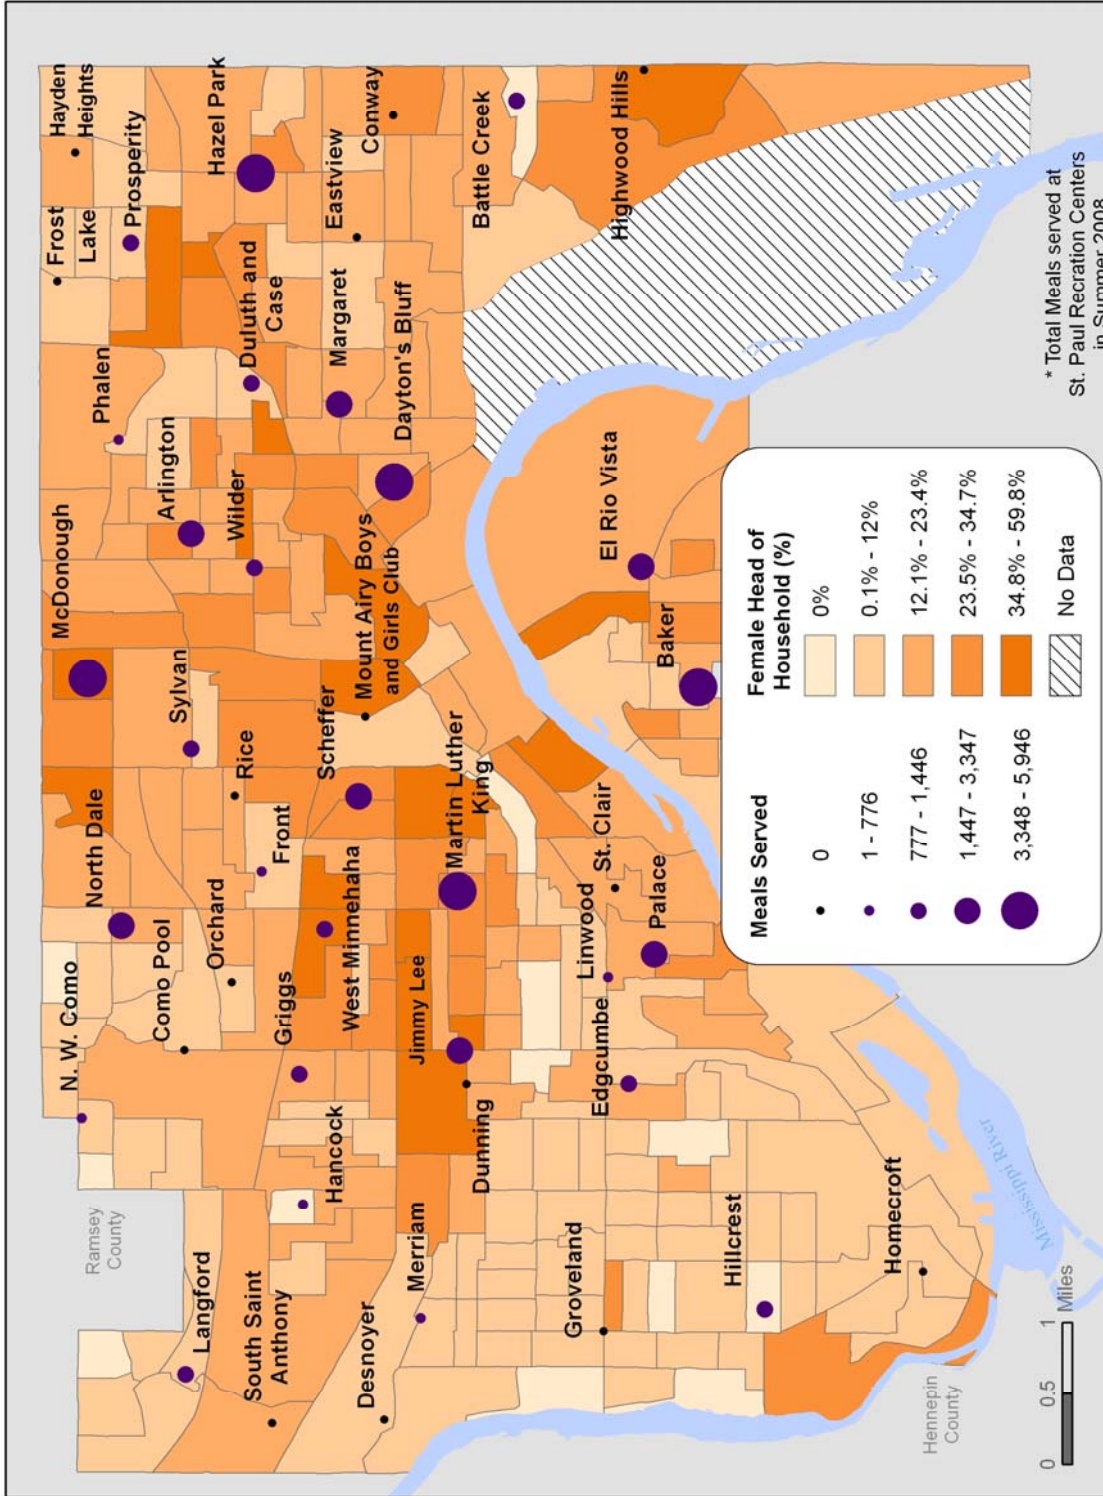 Ramsey
County
N. W. Como
North Dale
McDonough
Phalen
Frost
Lake
Hayden
Heights
Prosperity
Langford
Como Pool
Sylvan
Arlington
Hazel Park
South Saint
Anthony
Orchard
Rice
Wilder
Duluth and
Case
Griggs
Front
Hancock
West Minnehaha
Scheffer
Margaret
Eastview
Conway
Desnoyer
Mount Airy Boys
and Girls Club
Dayton's Bluff
Merriam
Jimmy Lee
Martin Luther
King
Battle Creek
Dunning
Groveland
Edgcumbe
Linwood
St. Clair
El Rio Vista
Highwood Hills
Palace
Baker
Hillcrest
Homecroft
Mississippi River
Hennepin
County
0 0.5 1
Miles
Meals Served
0
1 - 776
777 - 1,446
1,447 - 3,347
3,348 - 5,946
Female Head of
Household (%)
0%
0.1% - 12%
12.1% - 23.4%
23.5% - 34.7%
34.8% - 59.8%
No Data
* Total Meals served at
St. Paul Recration Centers
in Summer 2008